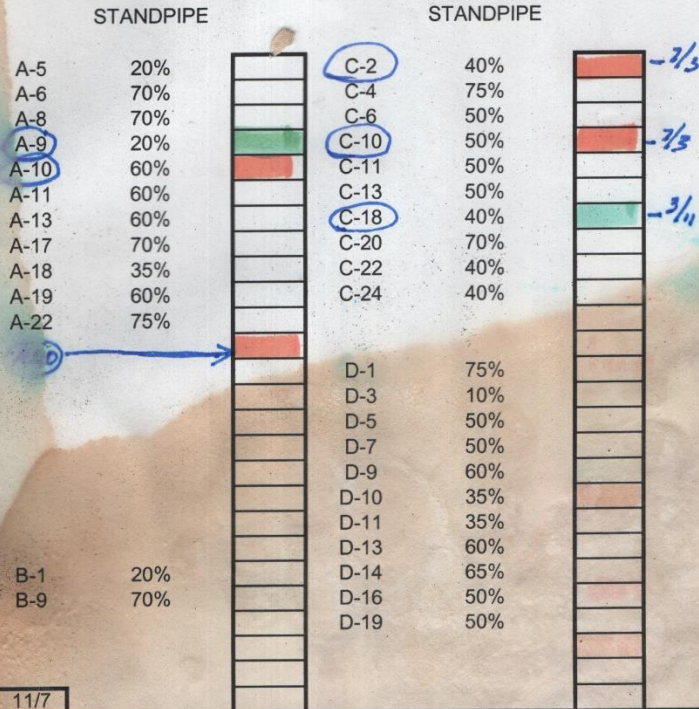 STANDPIPE
A-5 20%
A-6 70%
A-8 70%
A-9 20%
A-10 60%
A-11 60%
A-13 60%
A-17 70%
A-18 35%
A-19 60%
A-22 75%
B-1 20%
B-9 70%
11/7
STANDPIPE
C-2 40% - 7/3
C-4 75%
C-6 50%
C-10 50% - 7/3
C-11 50%
C-13 50%
C-18 40% - 3/11
C-20 70%
C-22 40%
C-24 40%
D-1 75%
D-3 10%
D-5 50%
D-7 50%
D-9 60%
D-10 35%
D-11 35%
D-13 60%
D-14 65%
D-16 50%
D-19 50%